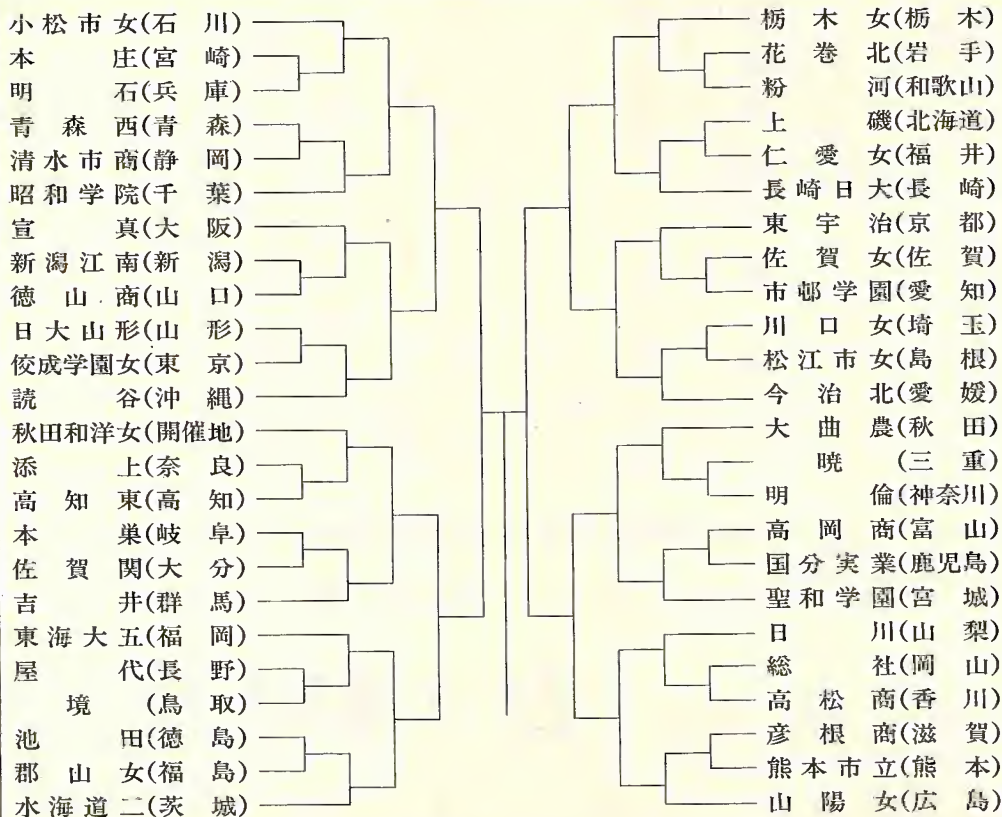 小松市女(石川)
本庄(宮崎)
明石(兵庫)
青森西(青森)
清水市商(静岡)
昭和学院(千葉)
宣真(大阪)
新潟江南(新潟)
徳山商(山口)
日大山形(山形)
佼成学園女(東京)
読谷(沖縄)
秋田和洋女(開催地)
添上(奈良)
高知東(高知)
本巣(岐阜)
佐賀関(大分)
吉井(群馬)
東海大五(福岡)
屋代(長野)
境(鳥取)
池田(徳島)
郡山女(福島)
水海道二(茨城)
栃木女(栃木)
花巻北(岩手)
粉河(和歌山)
上磯(北海道)
仁愛女(福井)
長崎日大(長崎)
東宇治(京都)
佐賀女(佐賀)
市邨学園(愛知)
川口女(埼玉)
松江市女(島根)
今治北(愛媛)
大曲農(秋田)
暁(三重)
明倫(神奈川)
高岡商(富山)
国分実業(鹿児島)
聖和学園(宮城)
日川(山梨)
総社(岡山)
高松商(香川)
彦根商(滋賀)
熊本市立(熊本)
山陽女(広島)